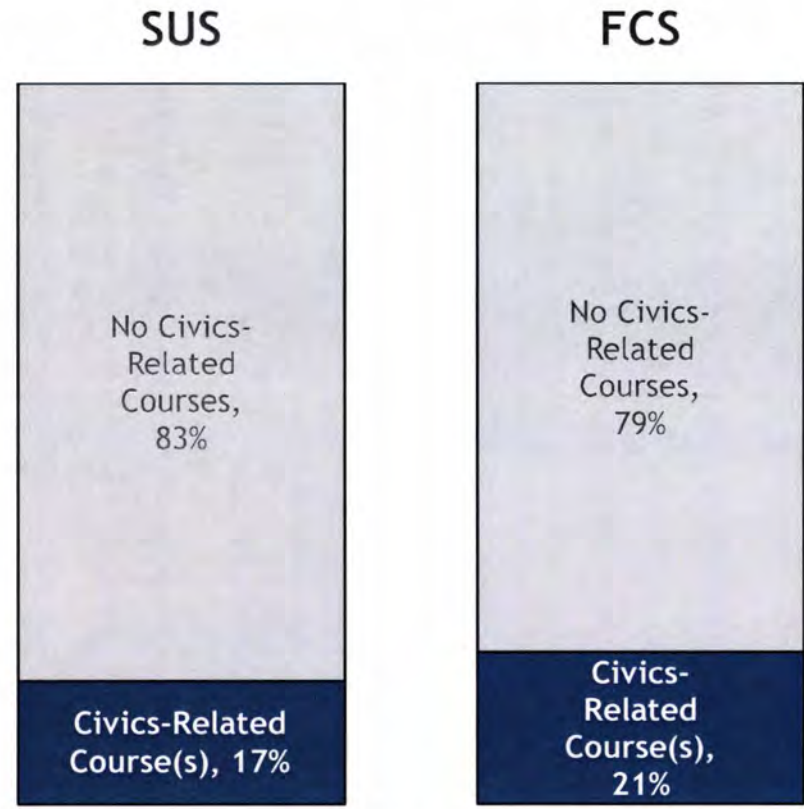 SUS
No Civics-
Related
Courses,
83%
Civics-Related
Course(s), 17%
FCS
No Civics-
Related
Courses,
79%
Civics-
Related
Course(s),
21%